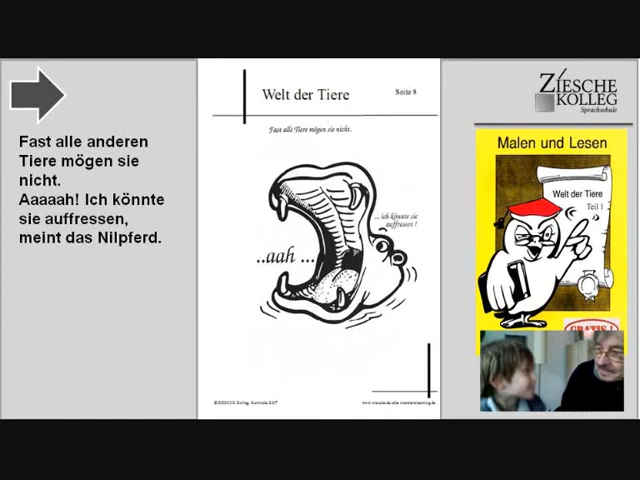 Fast alle anderen
Tiere mögen sie
nicht.
Aaaaah! Ich könnte
sie auffressen,
meint das Nilpferd.
Welt der Tiere
Seite 8
Fast alle Tiere mögen sie nicht.
... ich könnte sie
auffressen !
..aah ...
ZIESCHE
KOLLEG
Sprachschule
Malen und Lesen
Welt der Tiere
Teil 1
GRATIS !